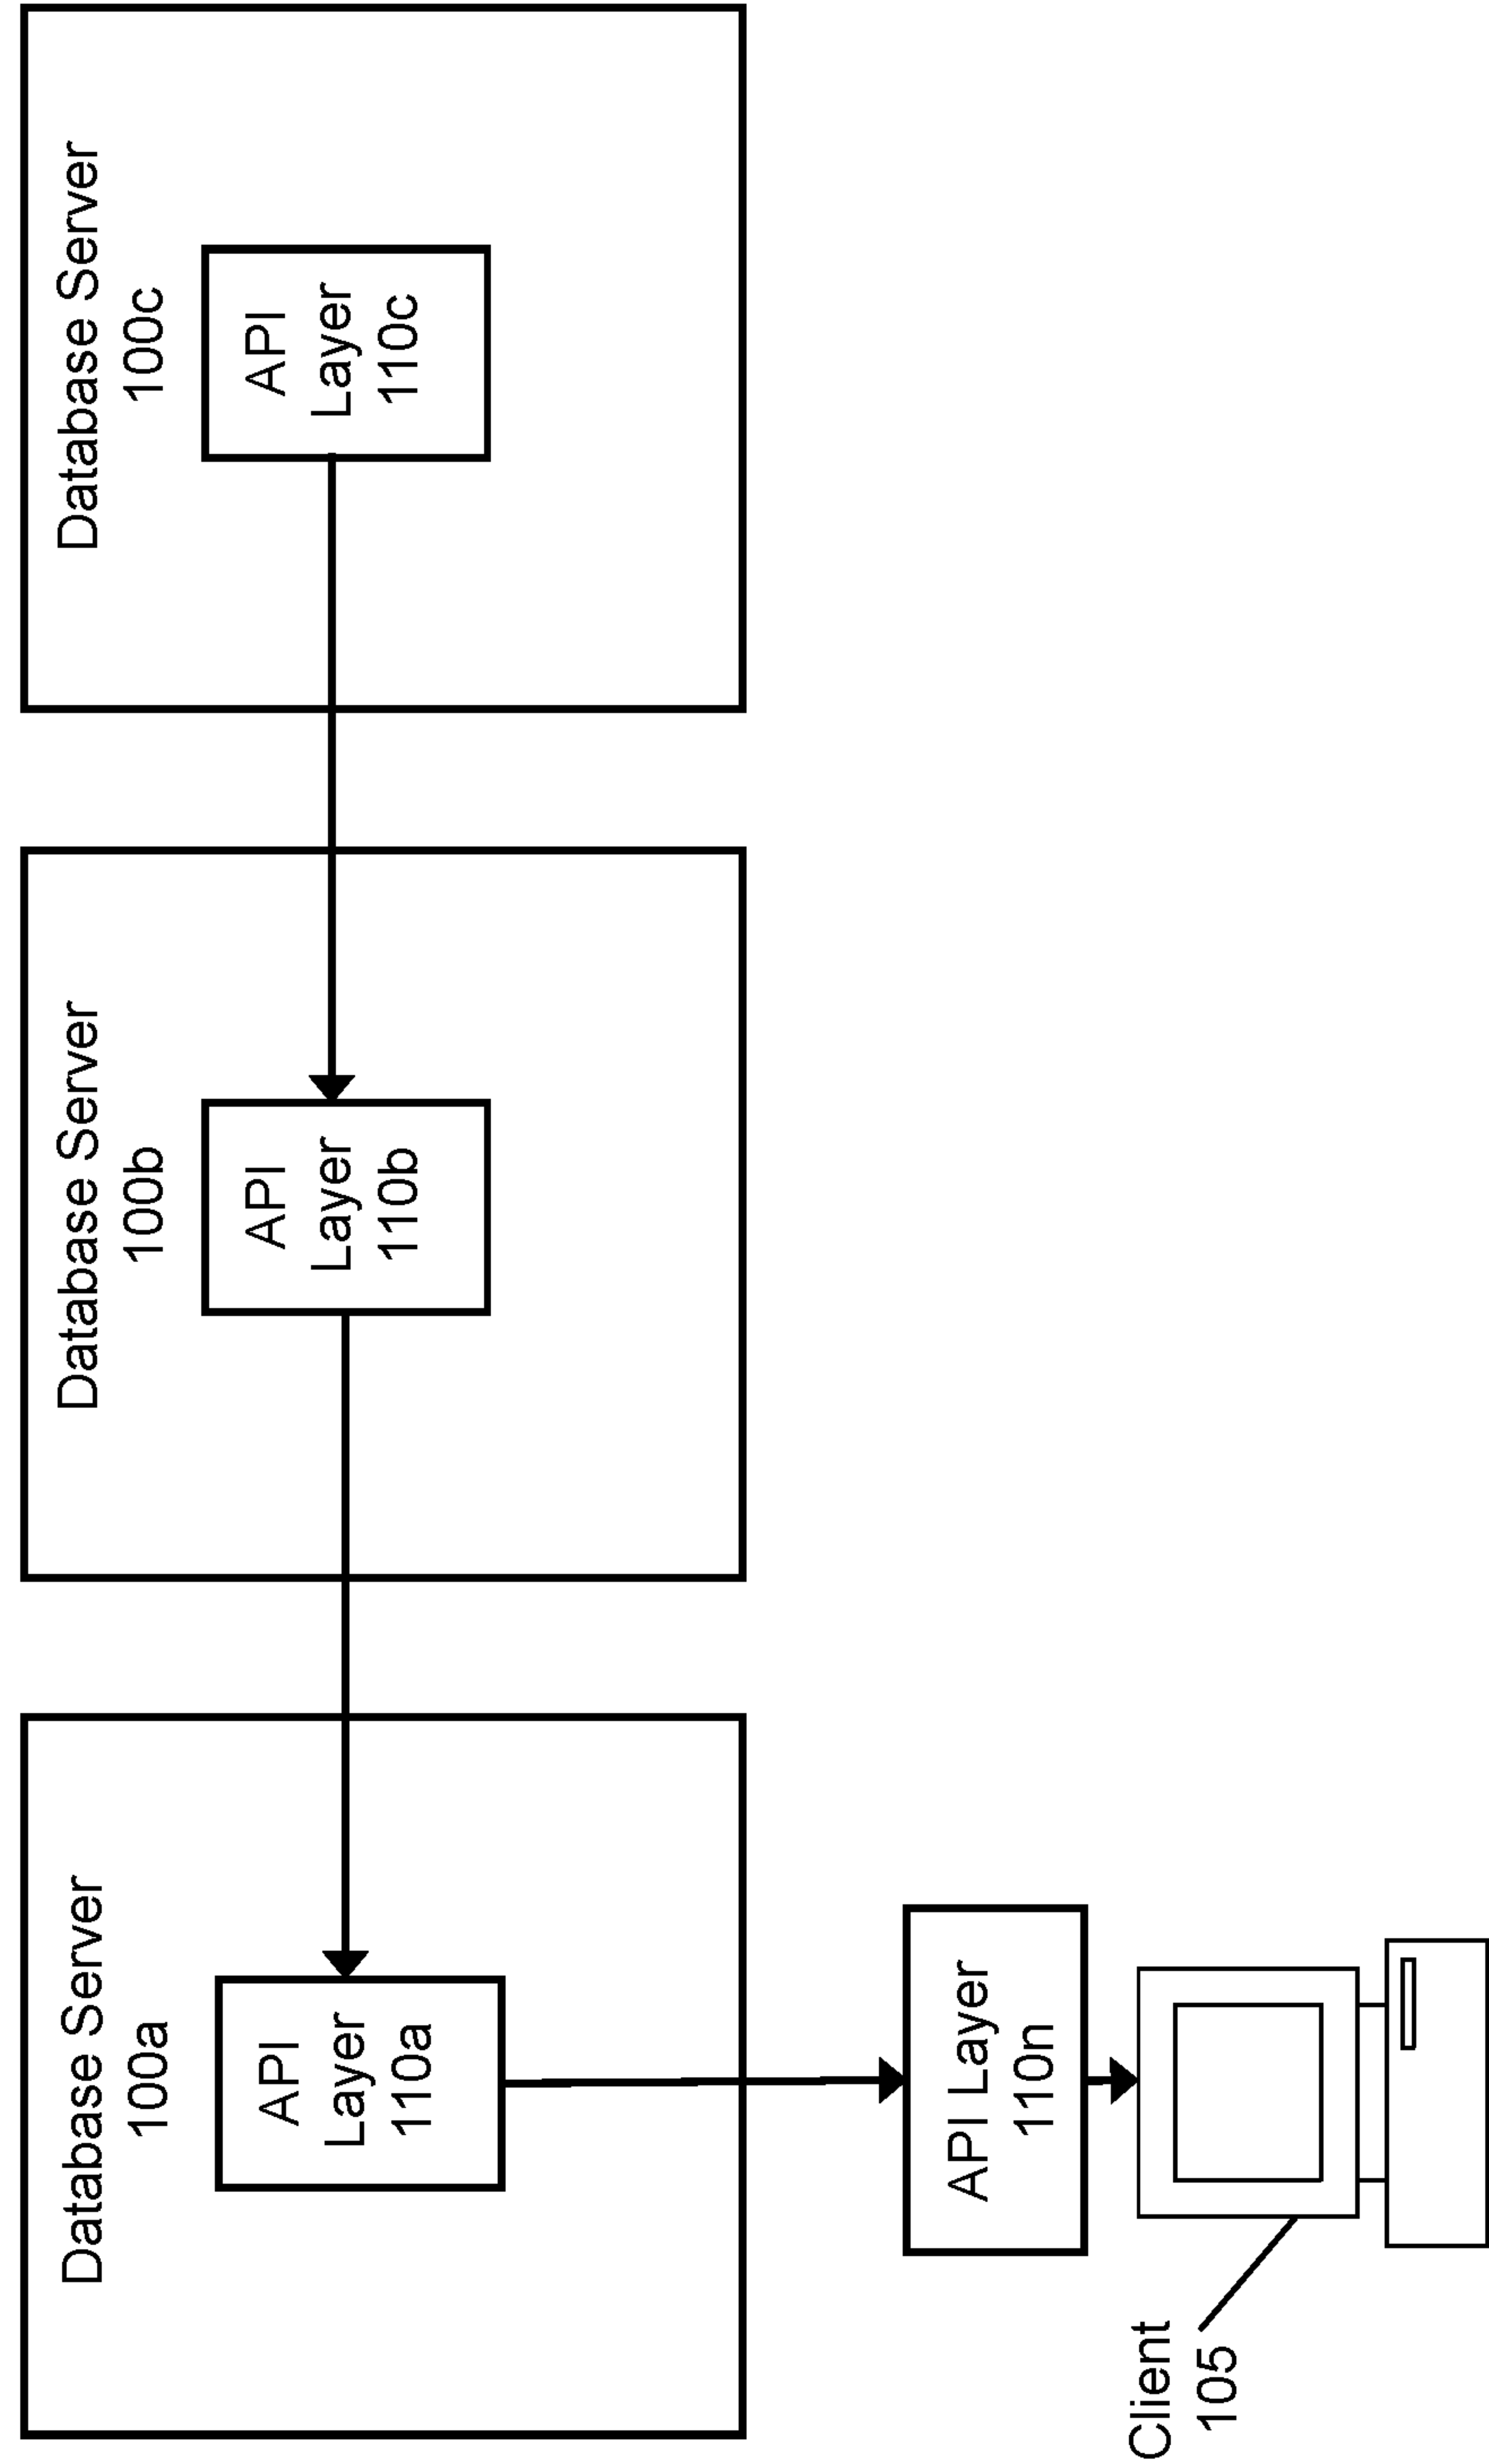 Database Server
100a
API
Layer
110a
Database Server
100b
API
Layer
110b
Database Server
100c
API
Layer
110c
API Layer
110n
Client
105